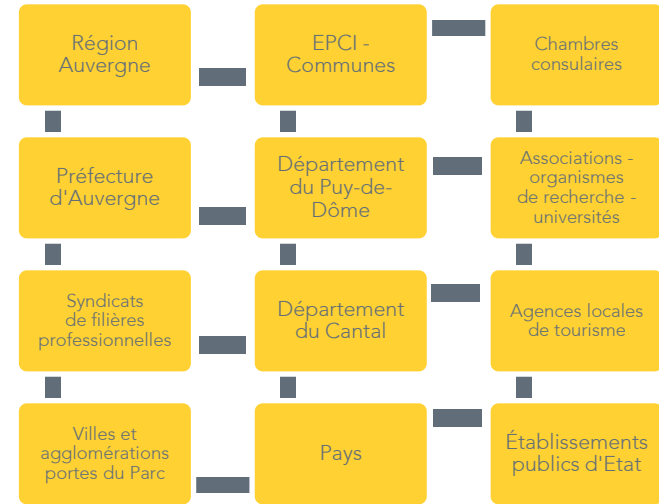 Région
Auvergne
EPCI -
Communes
Chambres
consulaires
Préfecture
d'Auvergne
Département
du Puy-de-
Dôme
Associations -
organismes
de recherche -
universités
Syndicats
de filières
professionnelles
Département
du Cantal
Agences locales
de tourisme
Villes et
agglomérations
portes du Parc
Pays
Établissements
publics d'Etat